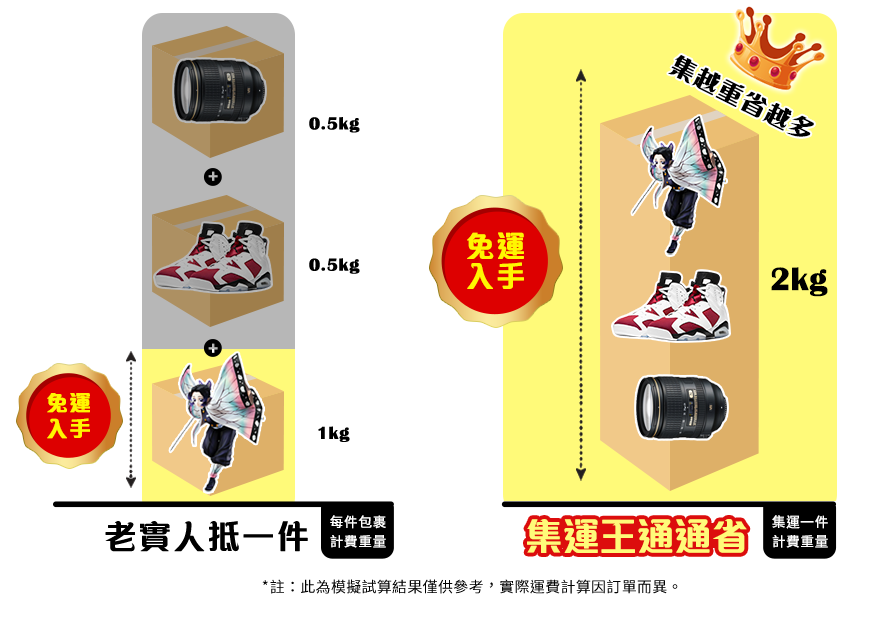 集越重省越多
0.5kg
0.5kg
免運
入手
2kg
免運
入手
1kg
老實人抵一件
每件包裹
計費重量
集運王通通省
集運一件
計費重量
*註：此為模擬試算結果僅供參考，實際運費計算因訂單而異。